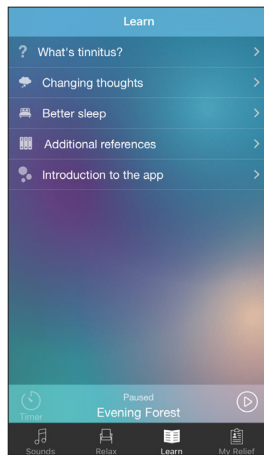 Learn
What's tinnitus?
Changing thoughts
Better sleep
Additional references
Introduction to the app
Timer
Paused
Evening Forest
Sounds
Relax
Learn
My Relief